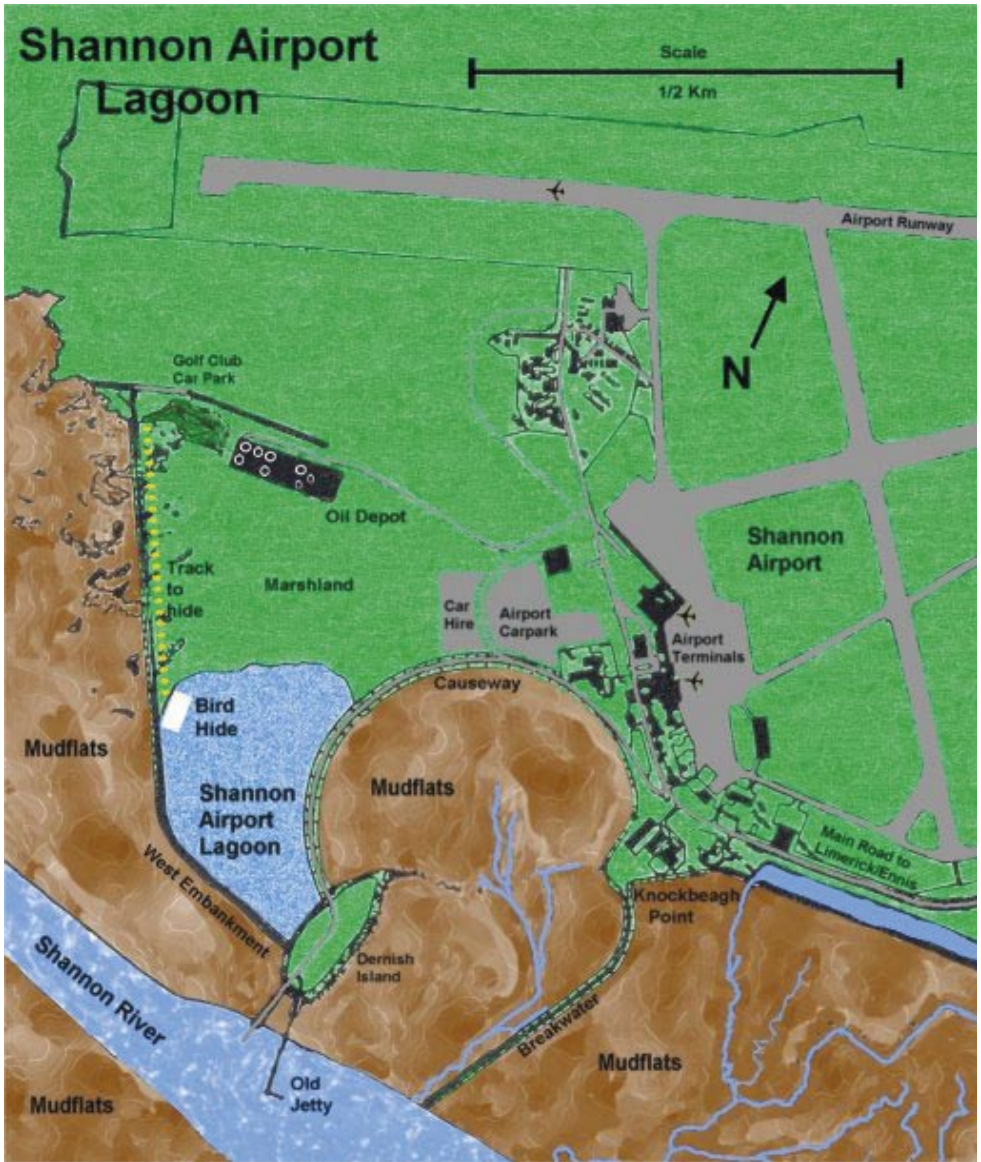 Shannon Airport
Lagoon
Scale
1/2 Km
Airport Runway
N
Golf Club
Car Park
Oil Depot
Shannon
Airport
Track
to
hide
Marshland
Car
Hire
Airport
Carpark
Airport
Terminals
Causeway
Bird
Hide
Mudflats
Mudflats
Shannon
Airport
Lagoon
Main Road to
Limerick/Ennis
West Embankment
Knockbeagh
Point
Dernish
Island
Shannon River
Breakwater
Mudflats
Old
Jetty
Mudflats